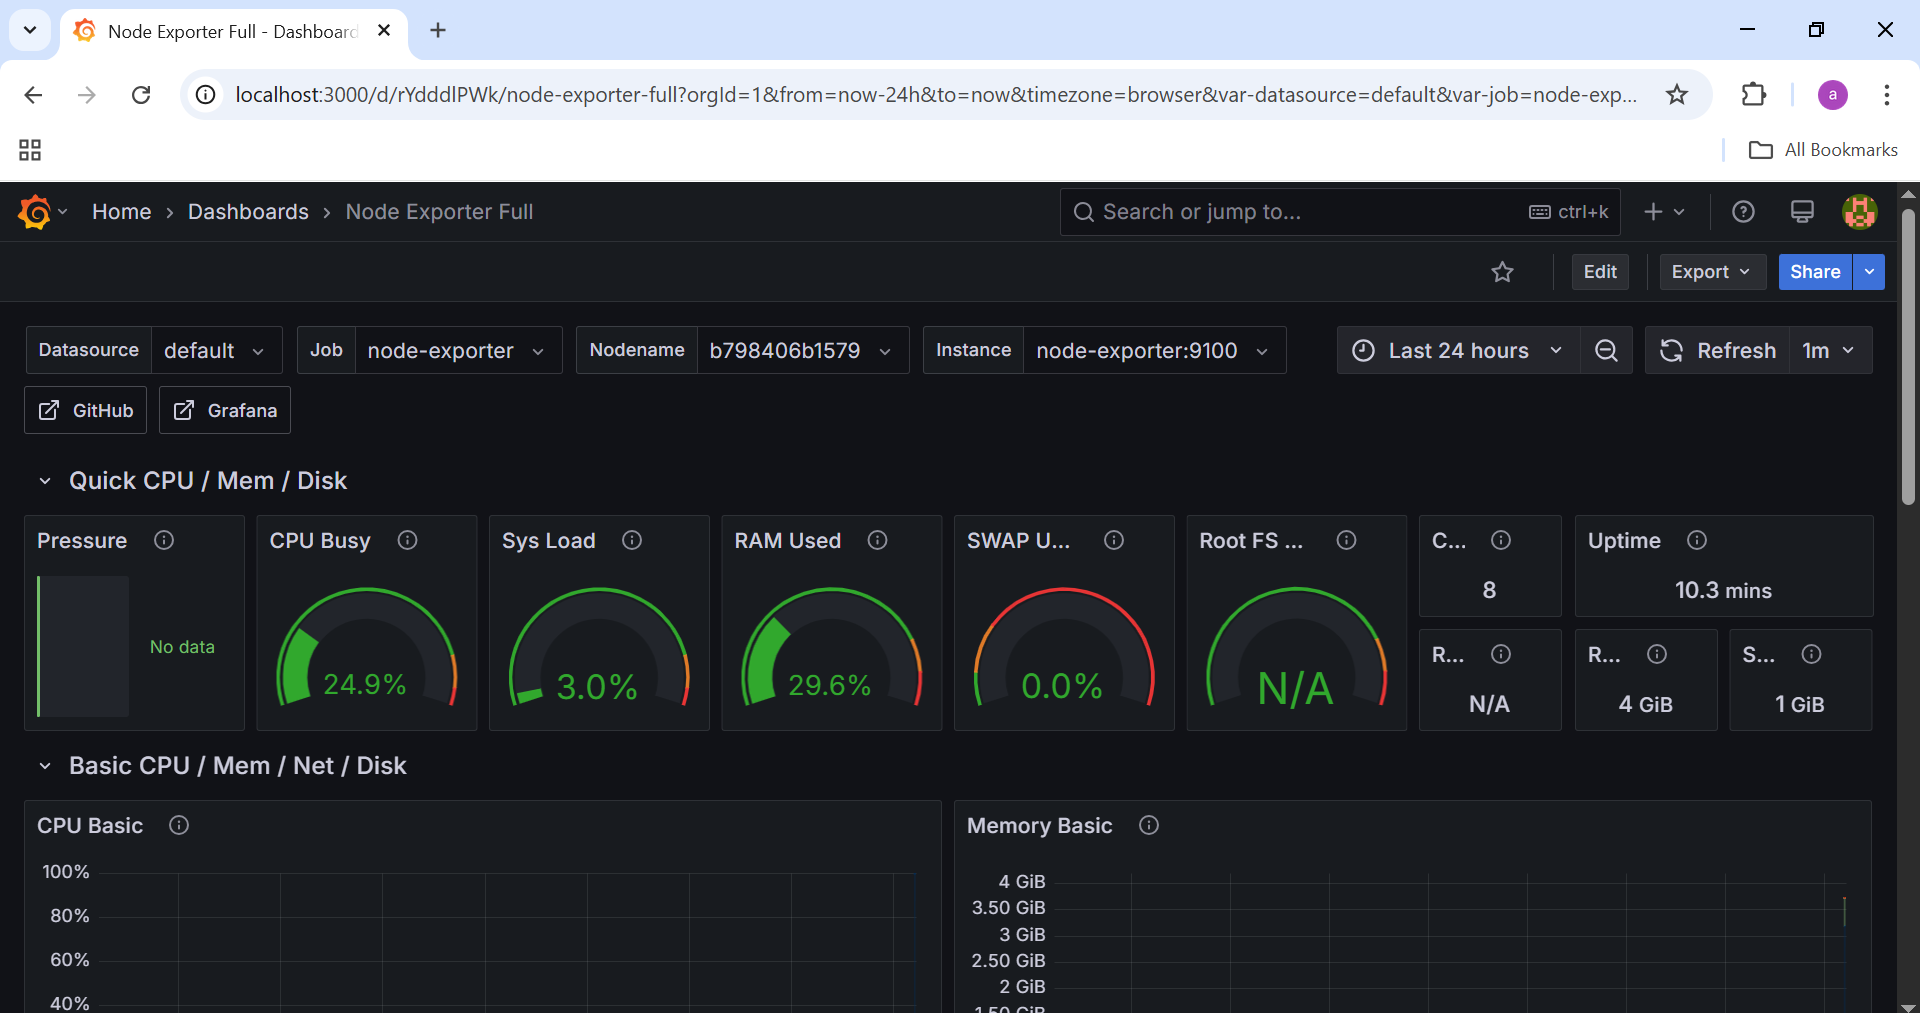 Node Exporter Full - Dashboard
localhost:3000/d/rYdddlPWk/node-exporter-full?orgId=1&from=now-24h&to=now&timezone=browser&var-datasource=default&var-job=node-exp...
a
All Bookmarks
Home › Dashboards › Node Exporter Full
Search or jump to...
ctrl+k
Edit
Export
Share
Datasource default
Job node-exporter
Nodename b798406b1579
Instance node-exporter:9100
Last 24 hours
Refresh 1m
GitHub
Grafana
Quick CPU / Mem / Disk
Pressure
No data
CPU Busy
24.9%
Sys Load
3.0%
RAM Used
29.6%
SWAP U...
0.0%
Root FS ...
N/A
C...
8
Uptime
10.3 mins
R...
N/A
R...
4 GiB
S...
1 GiB
Basic CPU / Mem / Net / Disk
CPU Basic
100%
80%
60%
40%
Memory Basic
4 GiB
3.50 GiB
3 GiB
2.50 GiB
2 GiB
1.50 GiB